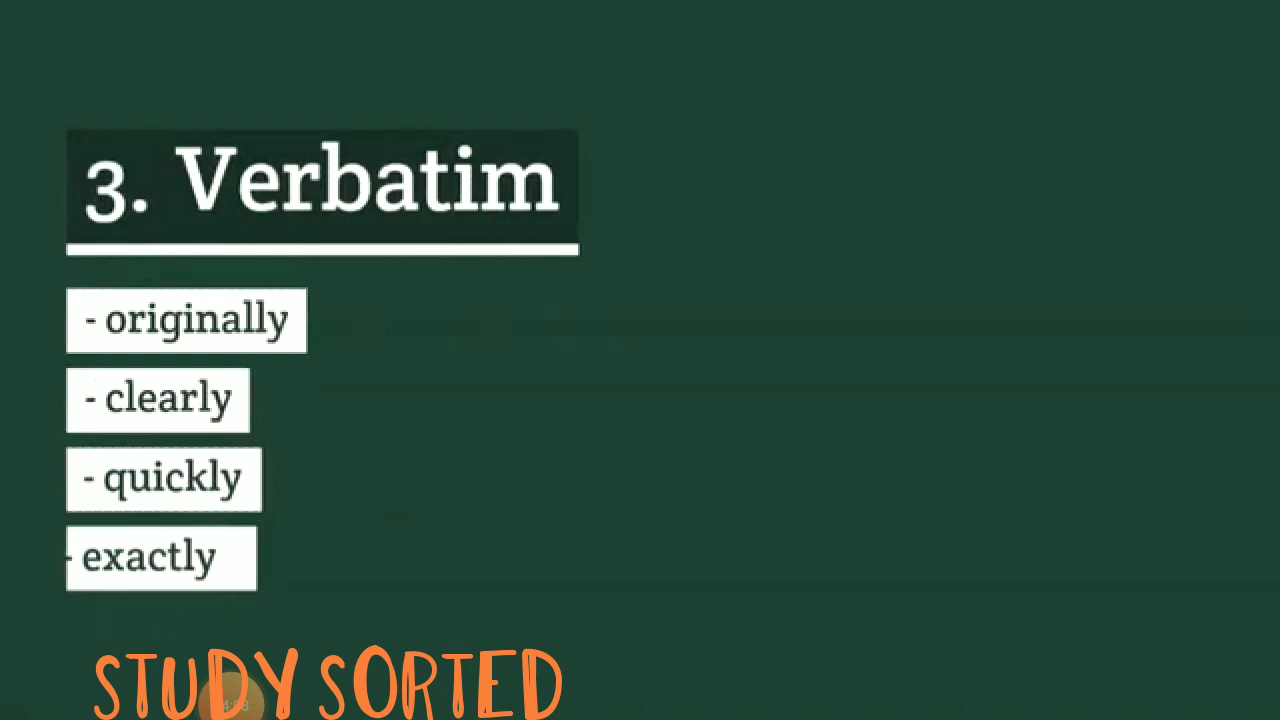 3. Verbatim
- originally
- clearly
- quickly
- exactly
STUDY SORTED